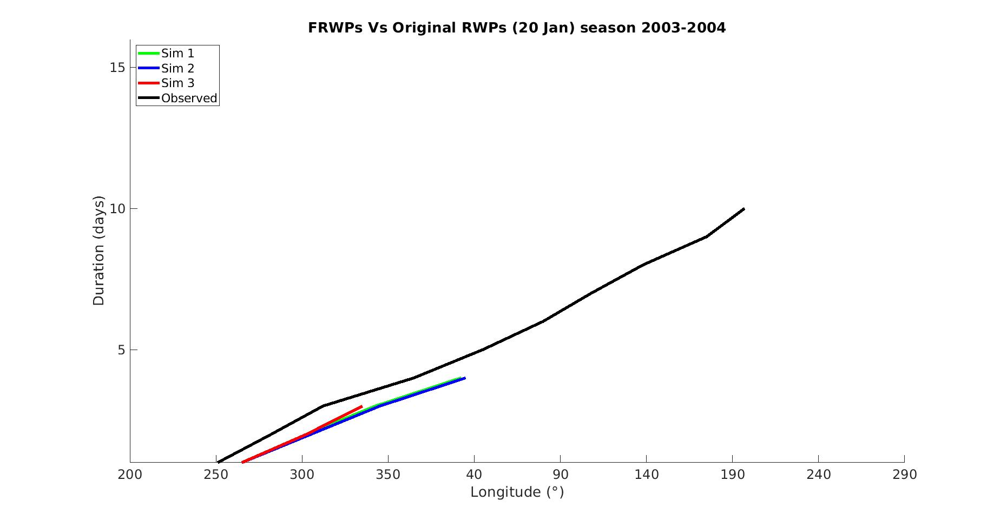 FRWPs Vs Original RWPs (20 Jan) season 2003-2004
Sim 1
Sim 2
Sim 3
Observed
15
10
5
Duration (days)
200 250 300 350 40 90 140 190 240 290
Longitude (°)